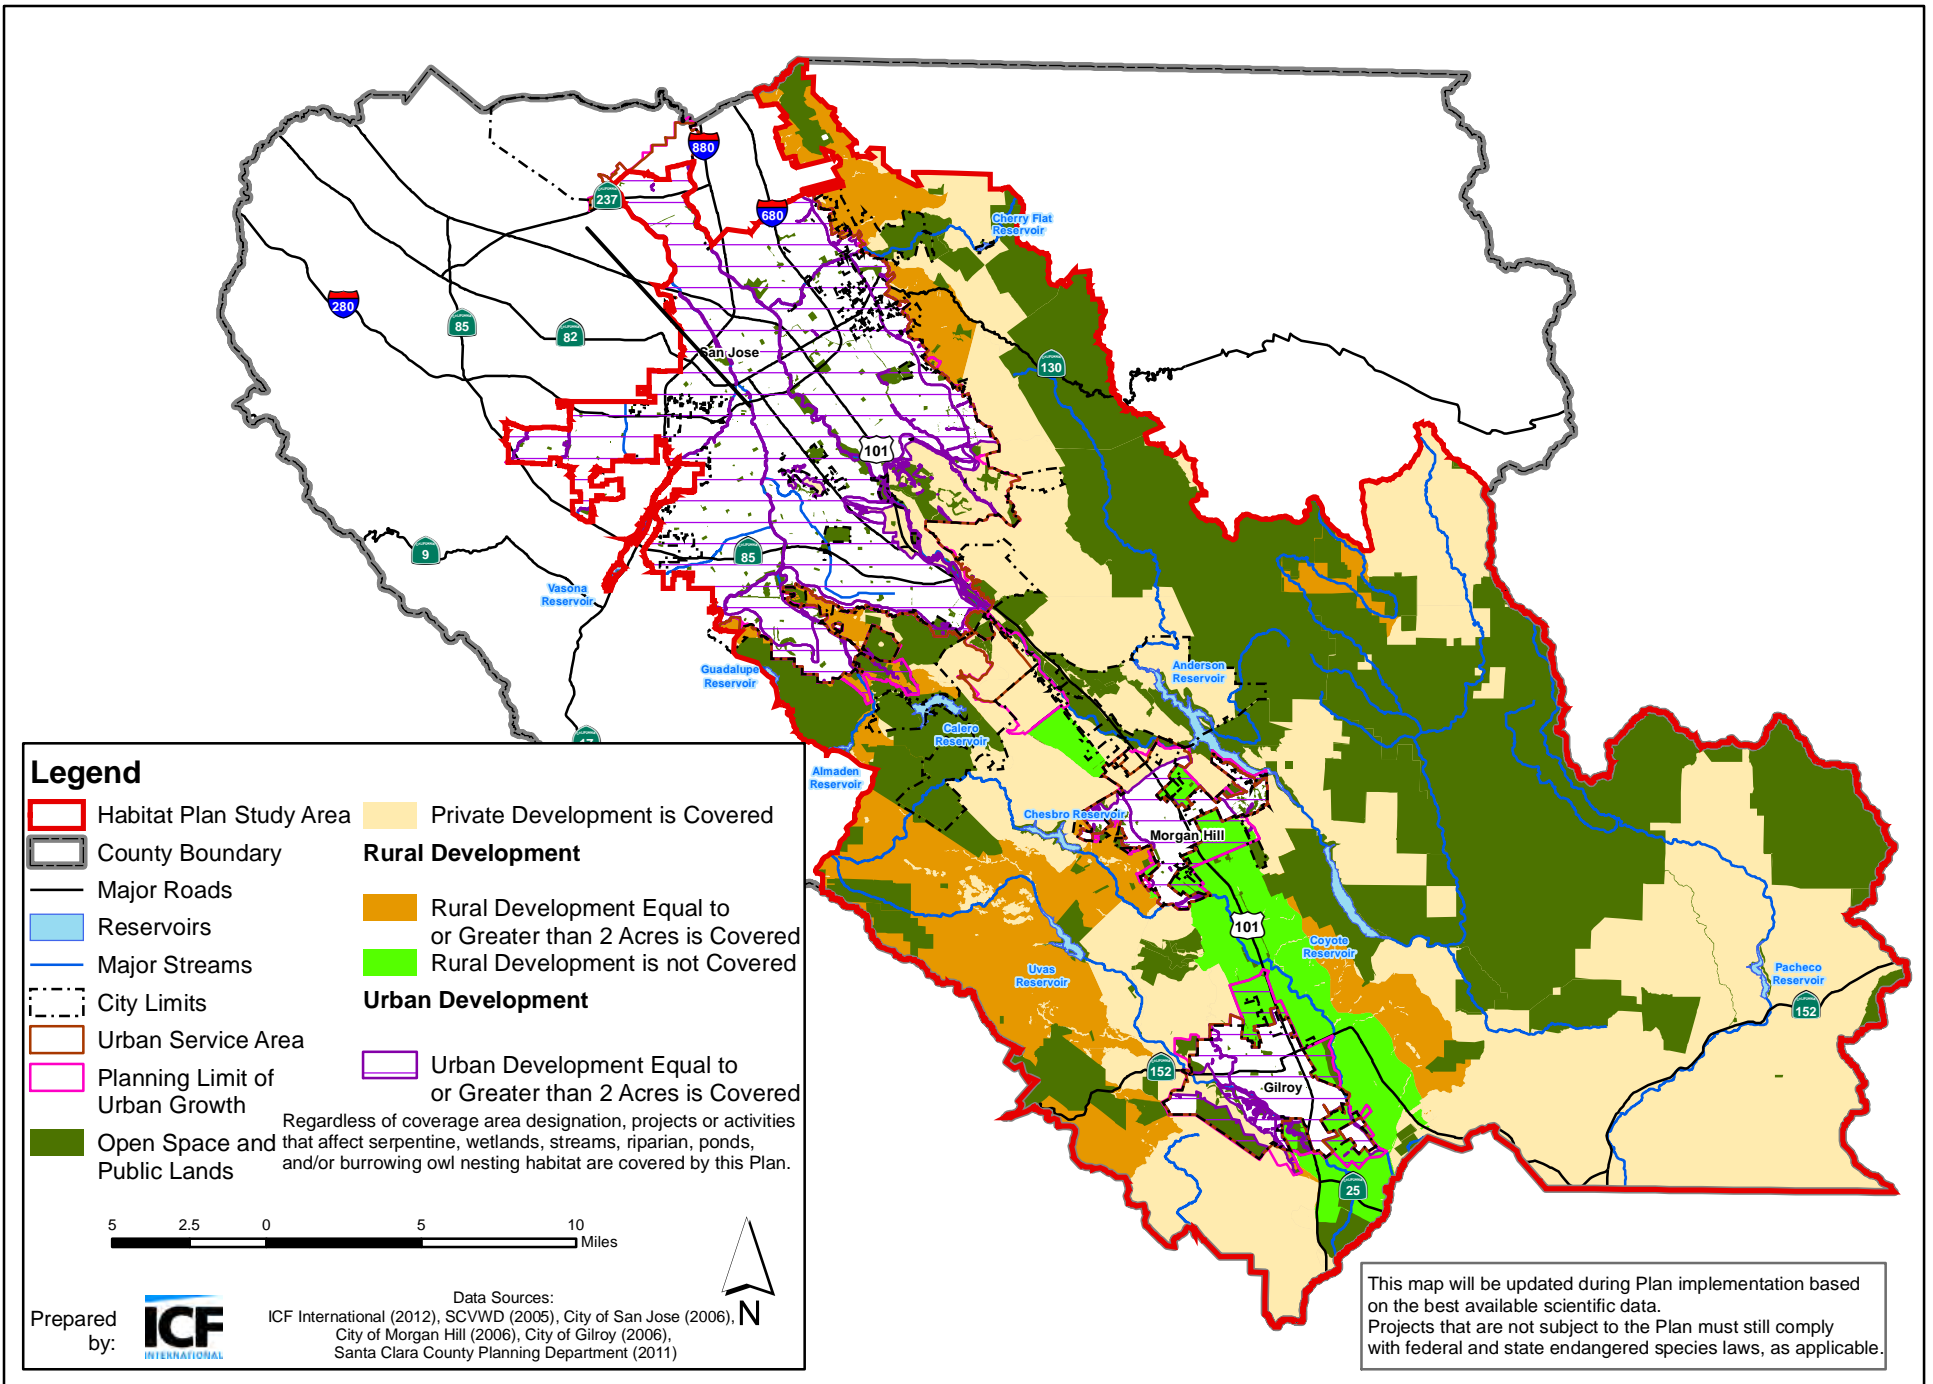 880
237
680
Cherry Flat
Reservoir
280
85
82
San Jose
130
101
9
85
Vasona
Reservoir
Guadalupe
Reservoir
Anderson
Reservoir
Calero
Reservoir
17
Almaden
Reservoir
Chesbro Reservoir
Morgan Hill
101
Coyote
Reservoir
Uvas
Reservoir
Pacheco
Reservoir
152
152
Gilroy
25
Legend
Habitat Plan Study Area
County Boundary
Major Roads
Reservoirs
Major Streams
City Limits
Urban Service Area
Planning Limit of
Urban Growth
Open Space and
Public Lands
Private Development is Covered
Rural Development
Rural Development Equal to
or Greater than 2 Acres is Covered
Rural Development is not Covered
Urban Development
Urban Development Equal to
or Greater than 2 Acres is Covered
Regardless of coverage area designation, projects or activities
that affect serpentine, wetlands, streams, riparian, ponds,
and/or burrowing owl nesting habitat are covered by this Plan.
5 2.5 0 5 10
Miles
N
Prepared
by:
ICF
INTERNATIONAL
Data Sources:
ICF International (2012), SCVWD (2005), City of San Jose (2006),
City of Morgan Hill (2006), City of Gilroy (2006),
Santa Clara County Planning Department (2011)
This map will be updated during Plan implementation based
on the best available scientific data.
Projects that are not subject to the Plan must still comply
with federal and state endangered species laws, as applicable.